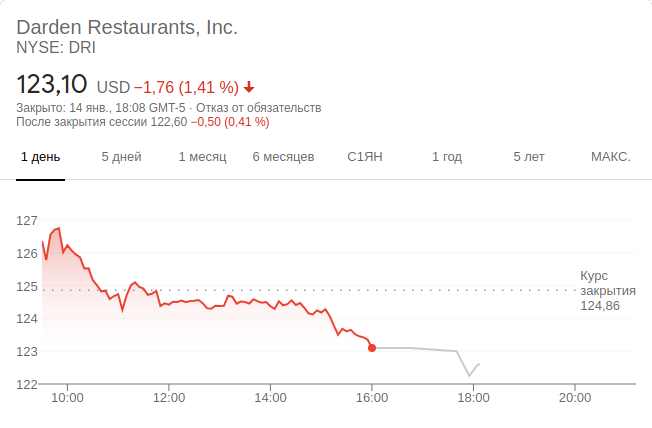 Darden Restaurants, Inc.
NYSE: DRI
123,10 USD −1,76 (1,41 %)
Закрыто: 14 янв., 18:08 GMT-5 · Отказ от обязательств
После закрытия сессии 122,60 −0,50 (0,41 %)
1 день 5 дней 1 месяц 6 месяцев С1ЯН 1 год 5 лет МАКС.
127
126
125
124
123
122
Курс
закрытия
124,86
10:00 12:00 14:00 16:00 18:00 20:00